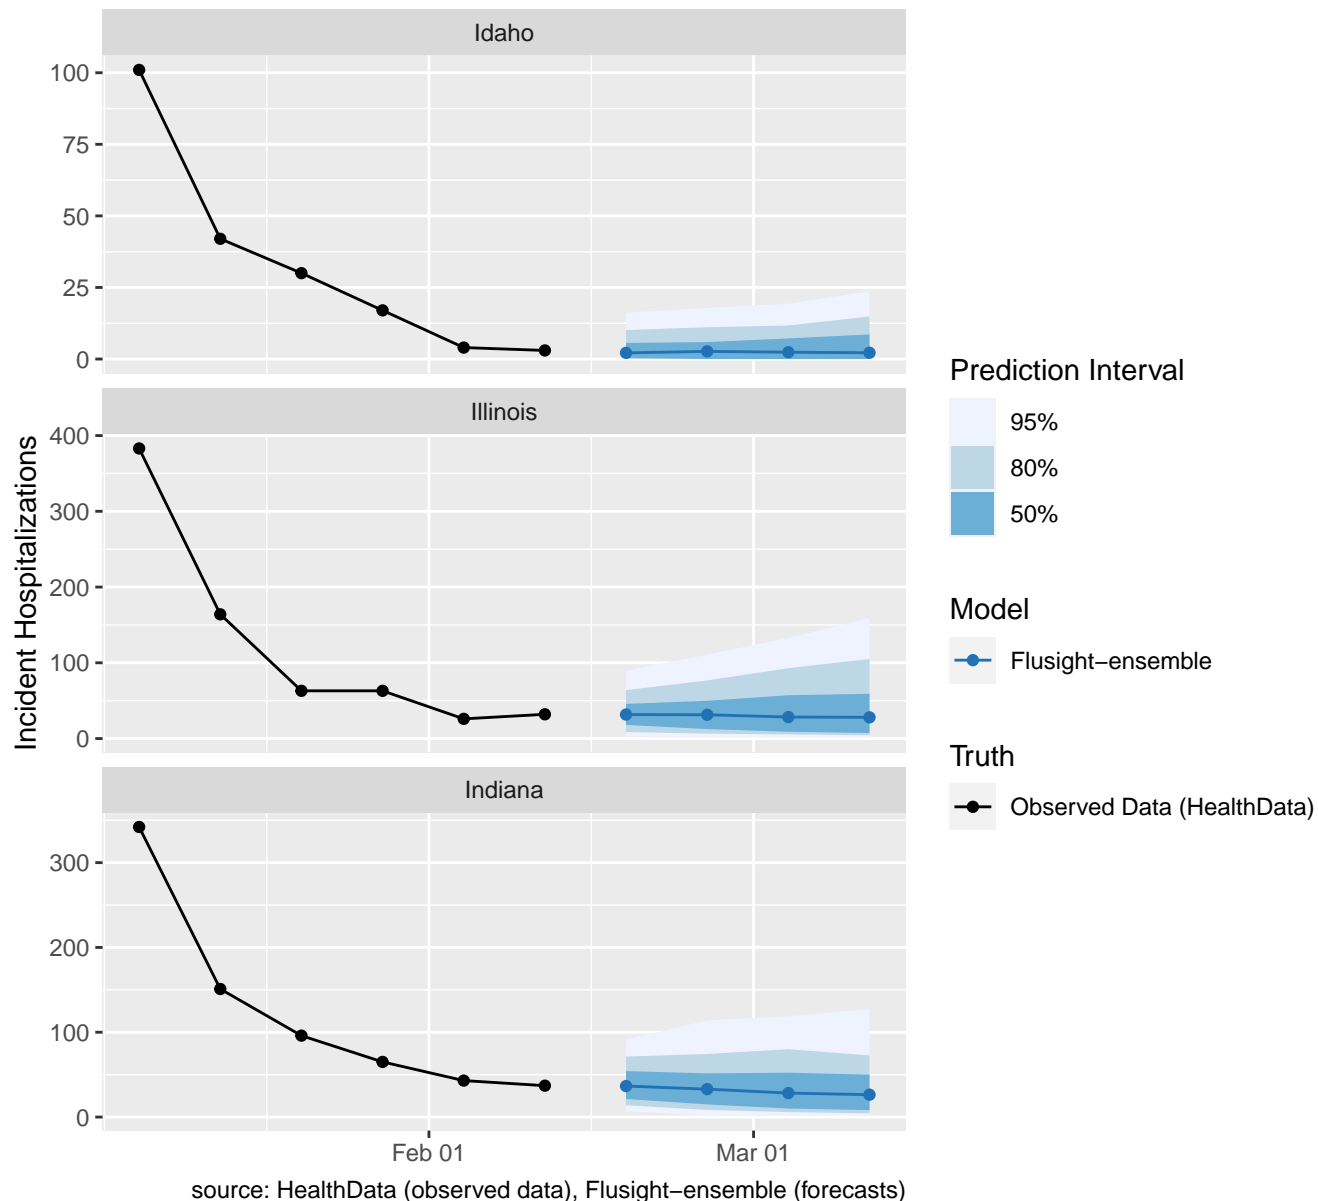 Idaho
100
75
50
25
0
Illinois
400
300
200
100
0
Indiana
300
200
100
0
Incident Hospitalizations
Feb 01
Mar 01
source: HealthData (observed data), Flusight−ensemble (forecasts)
Prediction Interval
95%
80%
50%
Model
Flusight−ensemble
Truth
Observed Data (HealthData)